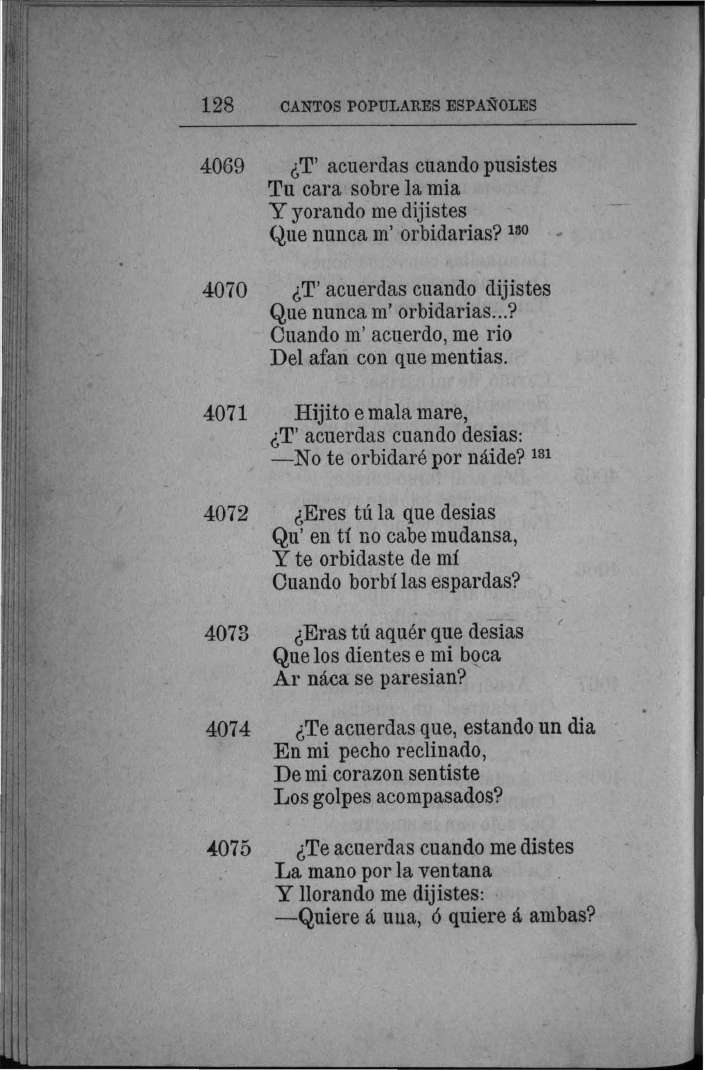 128 CANTOS POPULARES ESPAÑOLES
4069 ¿T' acuerdas cuando pusistes
Tu cara sobre la mia
Y yorando me dijistes
Que nunca m' orbidarias? 130
4070 ¿T' acuerdas cuando dijistes
Que nunca m' orbidarias...?
Cuando m' acuerdo, me rio
Del afan con que mentias.
4071 Hijito e mala mare,
¿T' acuerdas cuando desias:
—No te orbidaré por náide? 131
4072 ¿Eres tú la que desias
Qu' en tí no cabe mudansa,
Y te orbidaste de mí
Cuando borbí las espardas?
4073 ¿Eras tú aquér que desias
Que los dientes e mi boca
Ar náca se paresian?
4074 ¿Te acuerdas que, estando un dia
En mi pecho reclinado,
De mi corazon sentiste
Los golpes acompasados?
4075 ¿Te acuerdas cuando me distes
La mano por la ventana
Y llorando me dijistes:
—Quiere á una, ó quiere á ambas?